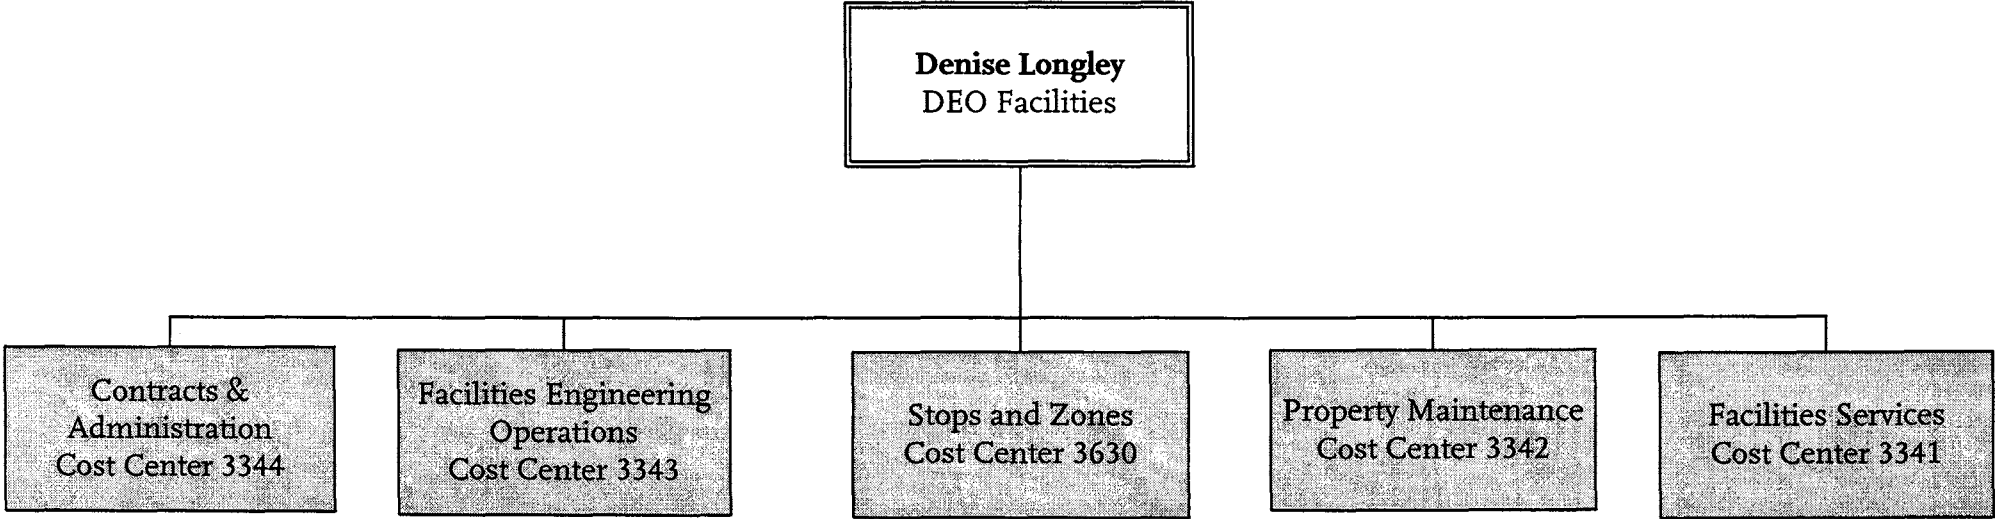 Denise Longley
DEO Facilities
Contracts &
Administration
Cost Center 3344
Facilities Engineering
Operations
Cost Center 3343
Stops and Zones
Cost Center 3630
Property Maintenance
Cost Center 3342
Facilities Services
Cost Center 3341